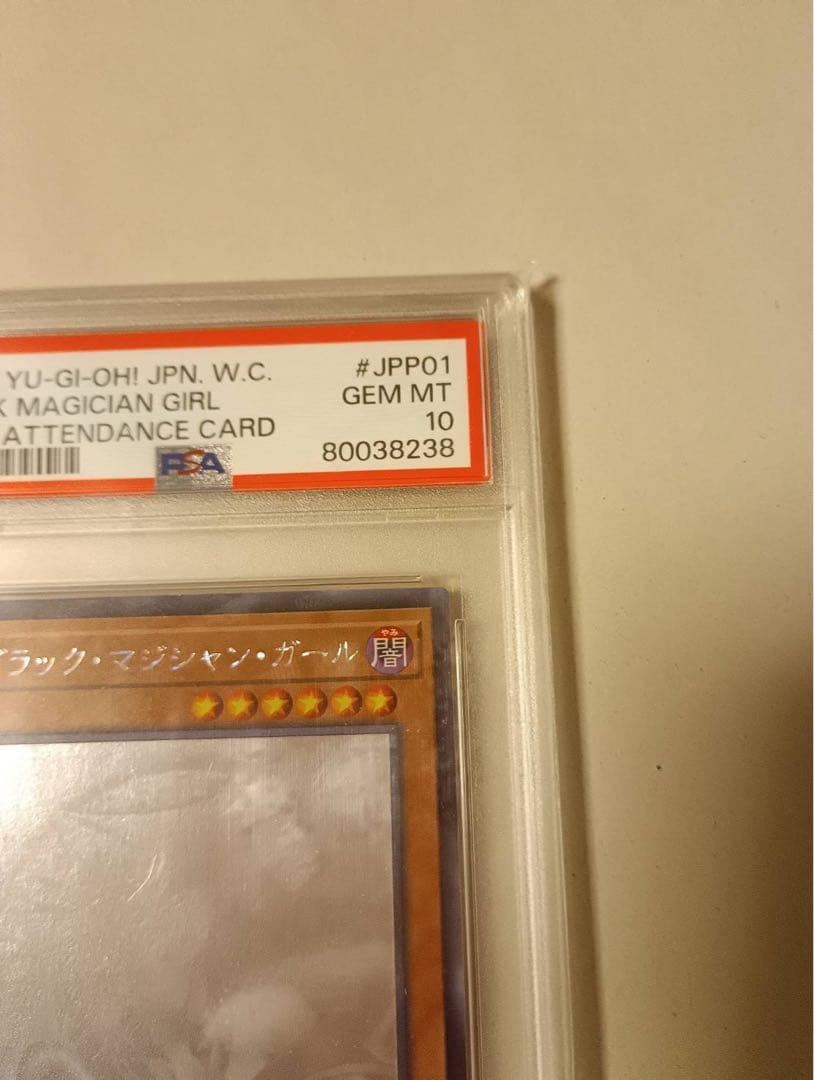 YU-GI-OH! JPN. W.C. #JPP01
MAGICIAN GIRL GEM MT
ATTENDANCE CARD 10
PSA 80038238
ブラック・マジシャン・ガール
やみ
闇